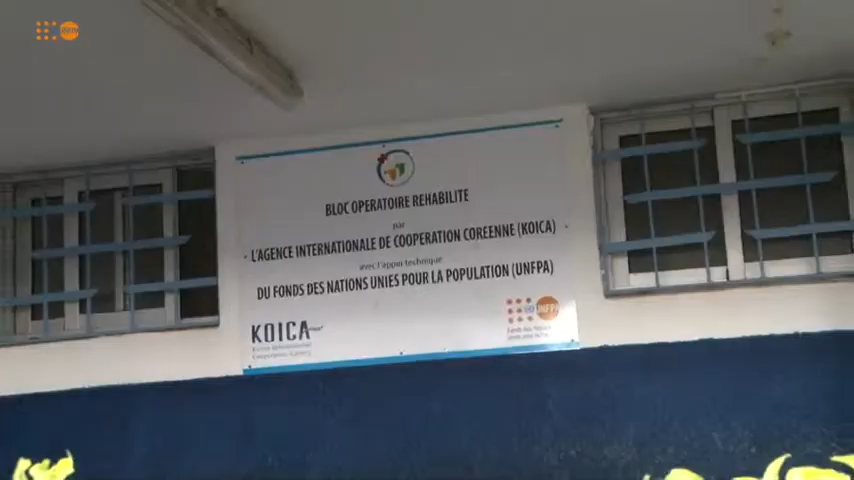 BLOC OPERATOIRE REHABILITE
par
L'AGENCE INTERNATIONALE DE COOPERATION COREENNE (KOICA)
avec l'appui technique
DU FONDS DES NATIONS UNIES POUR LA POPULATION (UNFPA)
KOICA
UNFPA